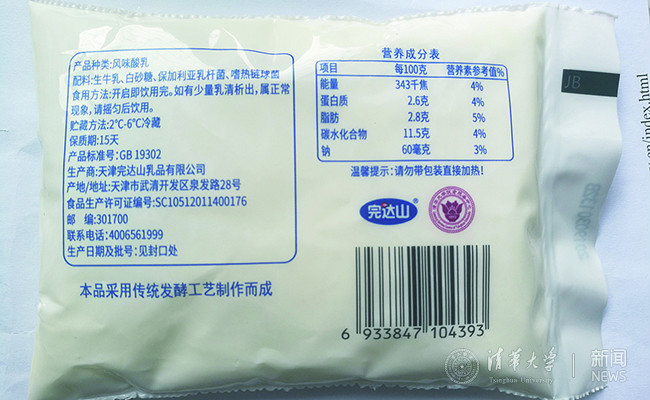 产品种类:风味酸乳
配料:生牛乳、白砂糖、保加利亚乳杆菌、嗜热链球菌
食用方法:开启即饮用完。如有少量乳清析出，属正常
现象，请摇匀后饮用。
贮藏方法:2℃-6℃冷藏
保质期:15天
产品标准号:GB 19302
生产商:天津完达山乳品有限公司
产地/地址:天津市武清开发区泉发路28号
食品生产许可证编号:SC10512011400176
邮 编:301700
联系电话:4006561999
生产日期及批号:见封口处
本品采用传统发酵工艺制作而成
营养成分表
项目 每100克 营养素参考值%
能量 343千焦 4%
蛋白质 2.6克 4%
脂肪 2.8克 5%
碳水化合物 11.5克 4%
钠 60毫克 3%
温馨提示:请勿带包装直接加热!
完达山
6 933847 104393
JB
cn/index.html
清华大学
Tsinghua University
新闻
NEWS